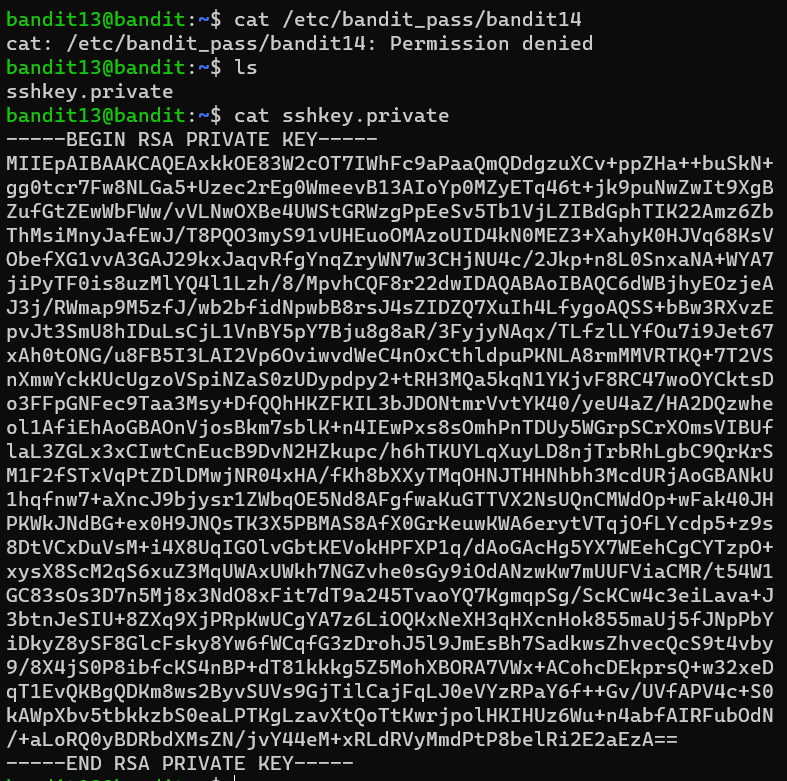 bandit13@bandit:~$ cat /etc/bandit_pass/bandit14
cat: /etc/bandit_pass/bandit14: Permission denied
bandit13@bandit:~$ ls
sshkey.private
bandit13@bandit:~$ cat sshkey.private
-----BEGIN RSA PRIVATE KEY-----
MIIEpAIBAAKCAQEAxkkOE83W2cOT7IWhFc9aPaaQmQDdgzuXCv+ppZHa++buSkN+
gg0tcr7Fw8NLGa5+Uzec2rEg0WmeevB13AIoYp0MZyETq46t+jk9puNwZwIt9XgB
ZufGtZEwWbFWw/vVLNwOXBe4UWStGRWzgPpEeSv5Tb1VjLZIBdGphTIK22Amz6Zb
ThMsiMnyJafEwJ/T8PQO3myS91vUHEuoOMAzoUID4kN0MEZ3+XahyK0HJVq68KsV
ObefXG1vvA3GAJ29kxJaqvRfgYnqZryWN7w3CHjNU4c/2Jkp+n8L0SnxaNA+WYA7
jiPyTF0is8uzMlYQ4l1Lzh/8/MpvhCQF8r22dwIDAQABAoIBAQC6dWBjhyEOzjeA
J3j/RWmap9M5zfJ/wb2bfidNpwbB8rsJ4sZIDZQ7XuIh4LfygoAQSS+bBw3RXvzE
pvJt3SmU8hIDuLsCjL1VnBY5pY7Bju8g8aR/3FyjyNAqx/TLfzlLYfOu7i9Jet67
xAh0tONG/u8FB5I3LAI2Vp6OviwvdWeC4nOxCthldpuPKNLA8rmMMVRTKQ+7T2VS
nXmwYckKUcUgzoVSpiNZaS0zUDypdpy2+tRH3MQa5kqN1YKjvF8RC47woOYCktsD
o3FFpGNFec9Taa3Msy+DfQQhHKZFKIL3bJDONtmrVvtYK40/yeU4aZ/HA2DQzwhe
ol1AfiEhAoGBAOnVjosBkm7sblK+n4IEwPxs8sOmhPnTDUy5WGrpSCrXOmsVIBUf
laL3ZGLx3xCIwtCnEucB9DvN2HZkupc/h6hTKUYLqXuyLD8njTrbRhLgbC9QrKrS
M1F2fSTxVqPtZDlDMwjNR04xHA/fKh8bXXyTMqOHNJTHHNhbh3McdURjAoGBANkU
1hqfnw7+aXncJ9bjysr1ZWbqOE5Nd8AFgfwaKuGTTVX2NsUQnCMWdOp+wFak40JH
PKWkJNdBG+ex0H9JNQsTK3X5PBMAS8AfX0GrKeuwKWA6erytVTqjOfLYcdp5+z9s
8DtVCxDuVsM+i4X8UqIGOlvGbtKEVokHPFXP1q/dAoGAcHg5YX7WEehCgCYTzpO+
xysX8ScM2qS6xuZ3MqUWAxUWkh7NGZvhe0sGy9iOdANzwKw7mUUFViaCMR/t54W1
GC83sOs3D7n5Mj8x3NdO8xFit7dT9a245TvaoYQ7KgmqpSg/ScKCw4c3eiLava+J
3btnJeSIU+8ZXq9XjPRpKwUCgYA7z6LiOQKxNeXH3qHXcnHok855maUj5fJNpPbY
iDkyZ8ySF8GlcFsky8Yw6fWCqfG3zDrohJ5l9JmEsBh7SadkwsZhvecQcS9t4vby
9/8X4jS0P8ibfcKS4nBP+dT81kkkg5Z5MohXBORA7VWx+ACohcDEkprsQ+w32xeD
qT1EvQKBgQDKm8ws2ByvSUVs9GjTilCajFqLJ0eVYzRPaY6f++Gv/UVfAPV4c+S0
kAWpXbv5tbkkzbS0eaLPTKgLzavXtQoTtKwrjpolHKIHUz6Wu+n4abfAIRFubOdN
/+aLoRQ0yBDRbdXMsZN/jvY44eM+xRLdRVyMmdPtP8belRi2E2aEzA==
-----END RSA PRIVATE KEY-----